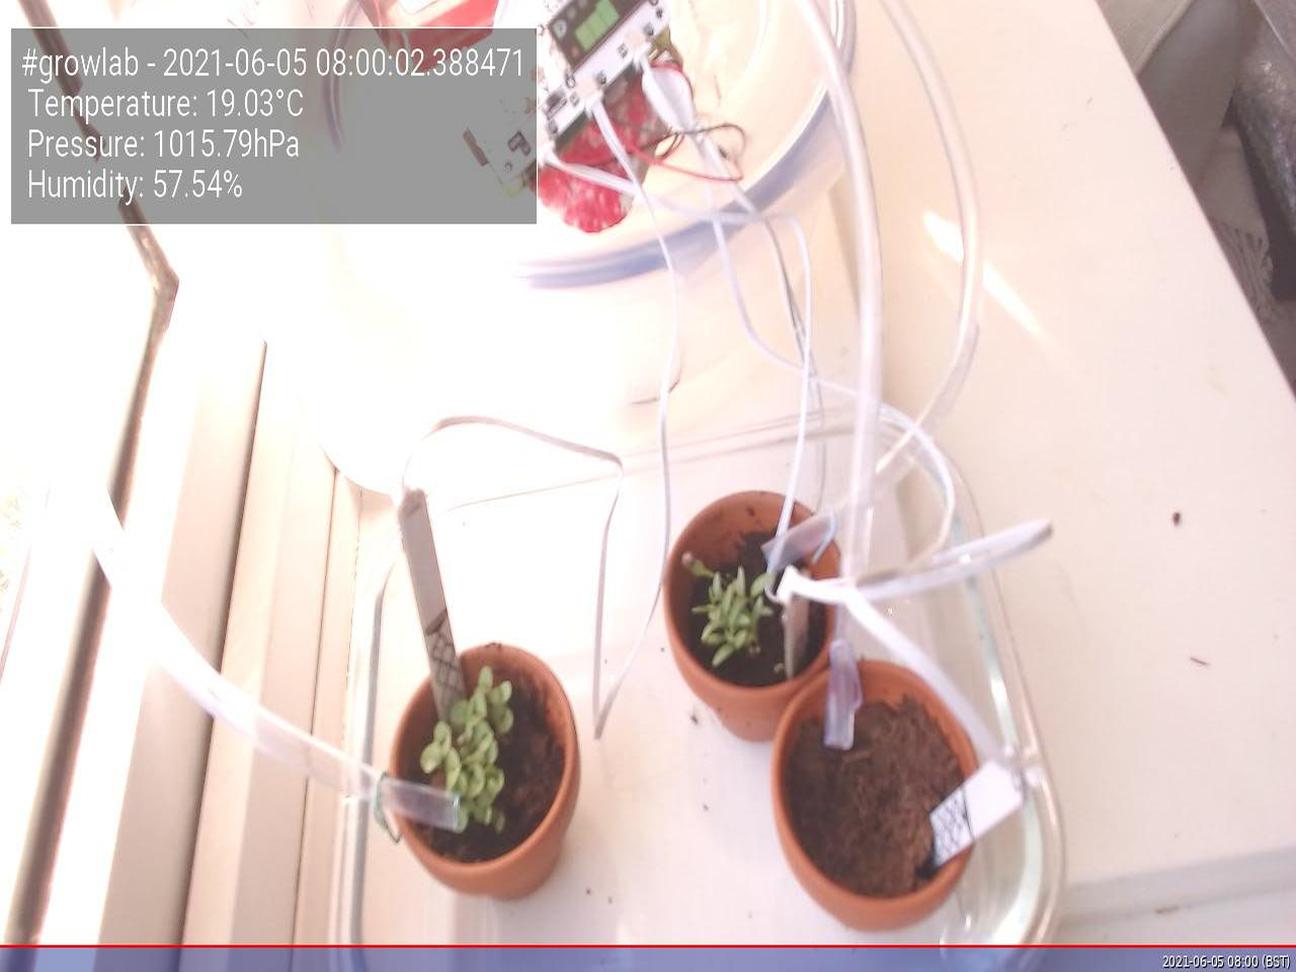 #growlab - 2021-06-05 08:00:02.388471
Temperature: 19.03°C
Pressure: 1015.79hPa
Humidity: 57.54%
2021-06-05 08:00 (BST)